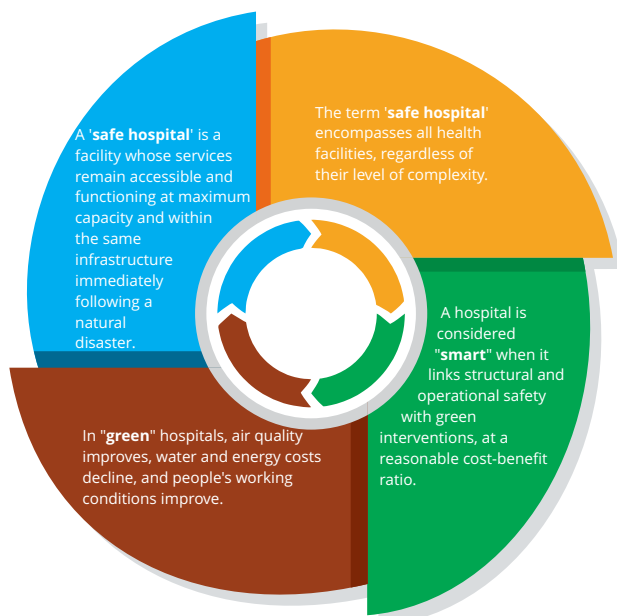 A 'safe hospital' is a
facility whose services
remain accessible and
functioning at maximum
capacity and within
the same
infrastructure
immediately
following a
natural
disaster.
The term 'safe hospital'
encompasses all health
facilities, regardless of
their level of complexity.
A hospital is
considered
"smart" when it
links structural and
operational safety
with green
interventions, at a
reasonable cost-benefit
ratio.
In "green" hospitals, air quality
improves, water and energy costs
decline, and people's working
conditions improve.